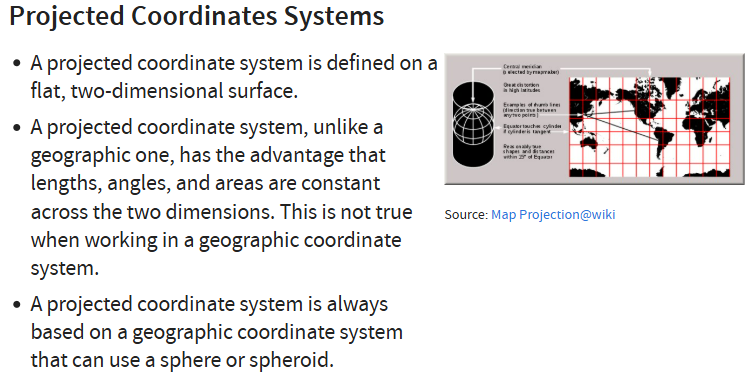 Projected Coordinates Systems
• A projected coordinate system is defined on a
flat, two-dimensional surface.
• A projected coordinate system, unlike a
geographic one, has the advantage that
lengths, angles, and areas are constant
across the two dimensions. This is not true
when working in a geographic coordinate
system.
• A projected coordinate system is always
based on a geographic coordinate system
that can use a sphere or spheroid.
Central meridian
(selected by mapmaker)
Great distortion
in high latitudes
Examples of rhumb lines
(direction true between
any two points)
Equator touches cylinder
if cylinder is tangent
Reasonably true
shapes and distances
within 15° of Equator
Source: Map Projection@wiki